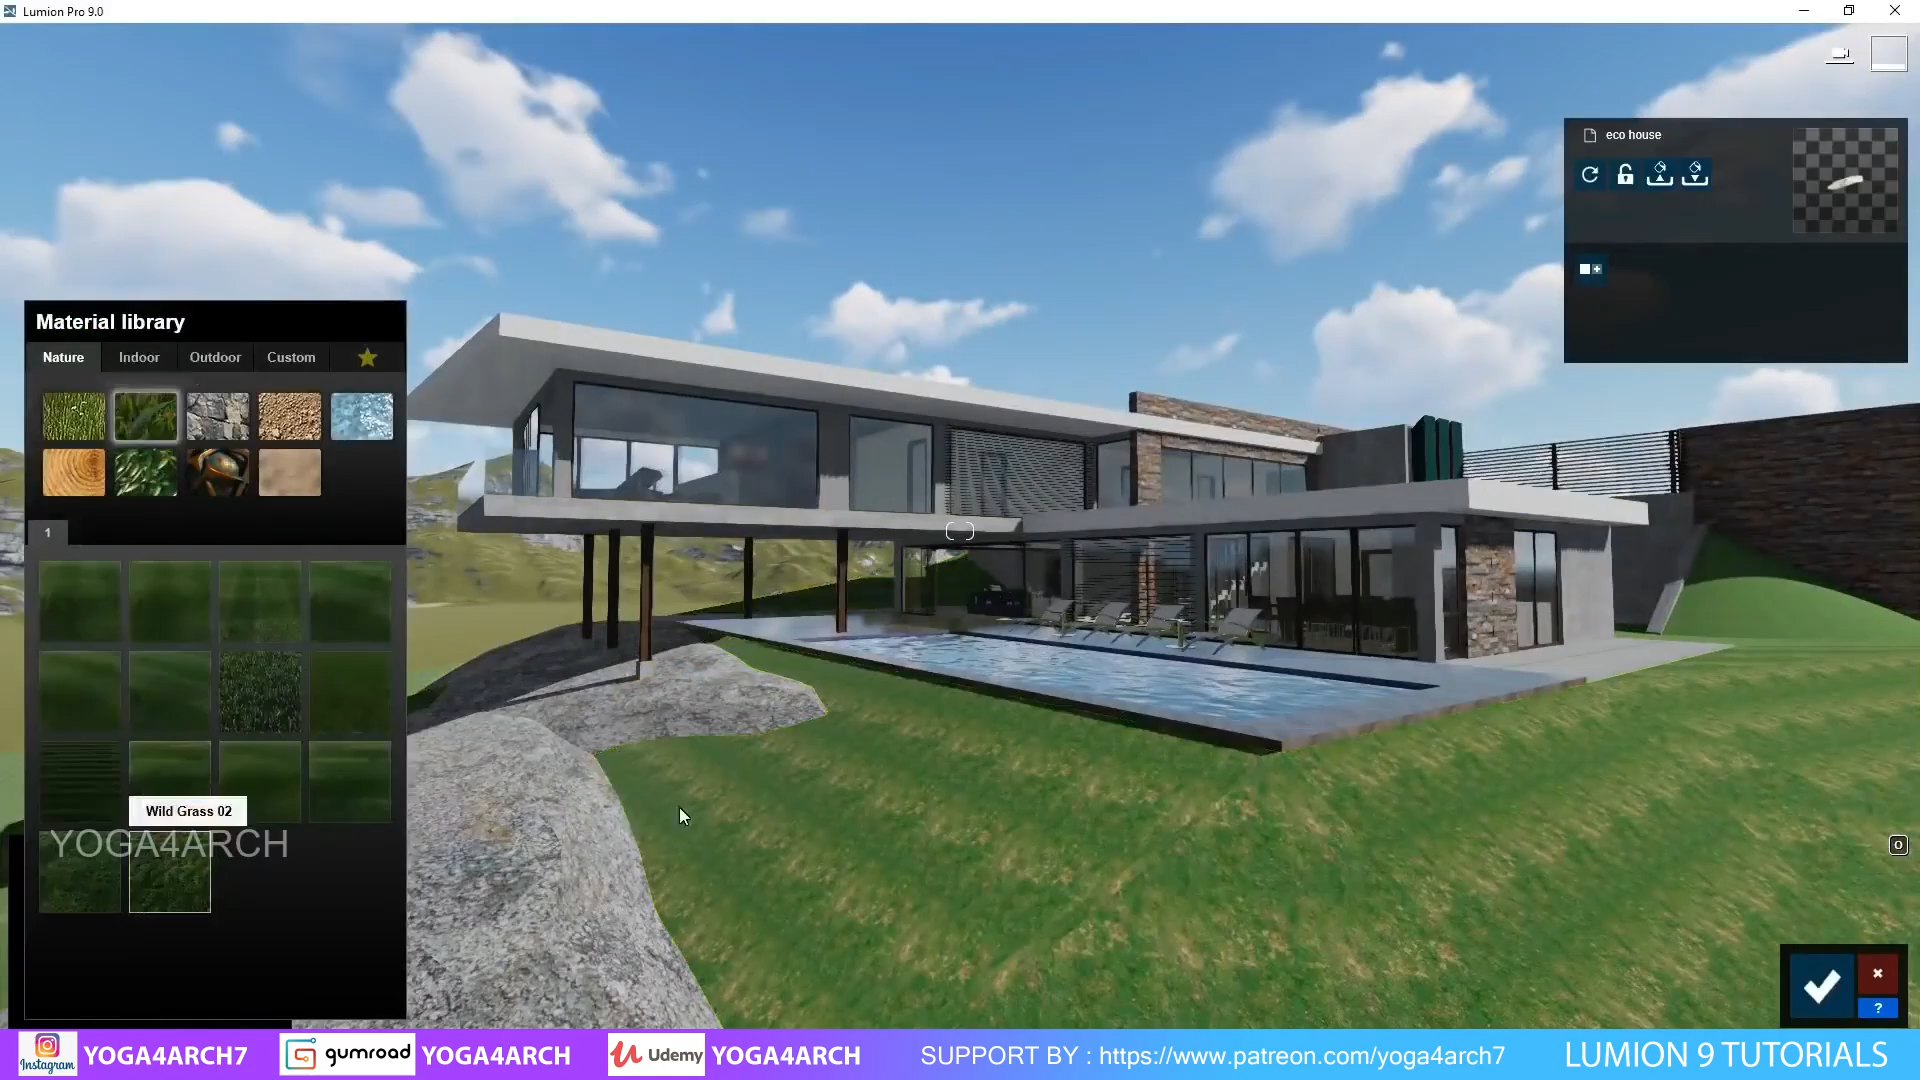 Lumion Pro 9.0
eco house
Material library
Nature
Indoor
Outdoor
Custom
1
Wild Grass 02
YOGA4ARCH
O
?
Instagram
YOGA4ARCH7
gumroad
YOGA4ARCH
Udemy
YOGA4ARCH
SUPPORT BY : https://www.patreon.com/yoga4arch7
LUMION 9 TUTORIALS